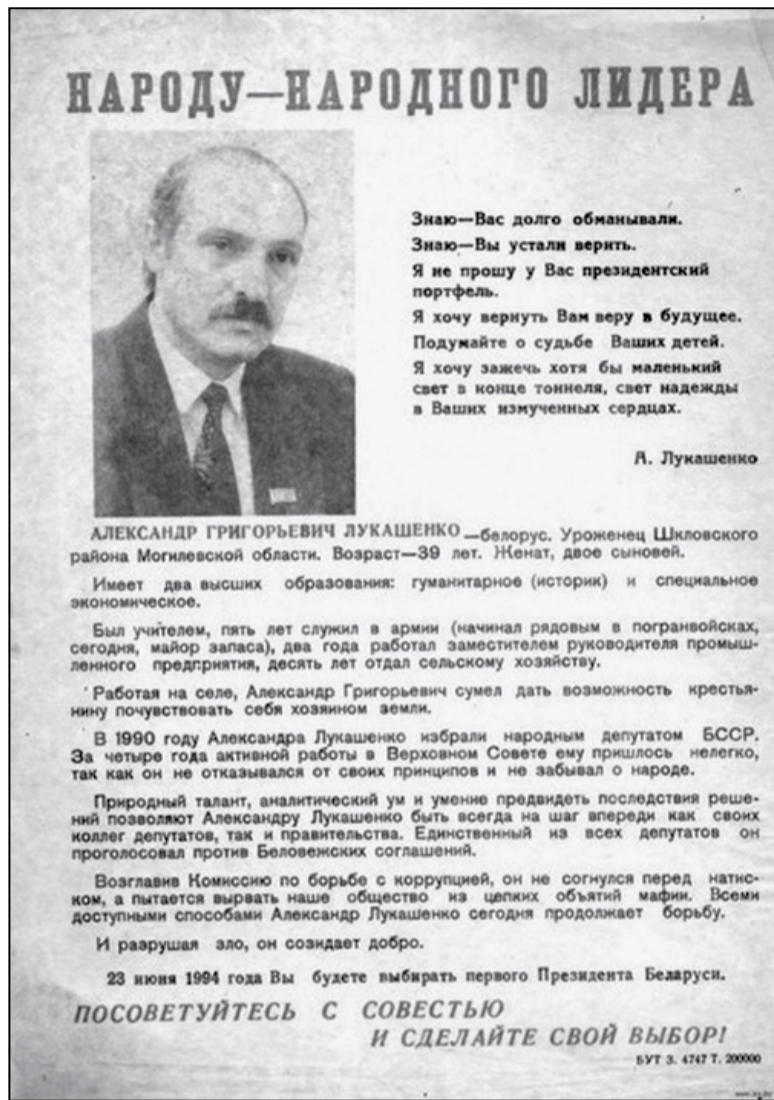 НАРОДУ—НАРОДНОГО ЛИДЕРА
Знаю—Вас долго обманывали.
Знаю—Вы устали верить.
Я не прошу у Вас президентский
портфель.
Я хочу вернуть Вам веру в будущее.
Подумайте о судьбе Ваших детей.
Я хочу зажечь хотя бы маленький
свет в конце тоннеля, свет надежды
в Ваших измученных сердцах.
А. Лукашенко
АЛЕКСАНДР ГРИГОРЬЕВИЧ ЛУКАШЕНКО—белорус. Уроженец Шкловского
района Могилевской области. Возраст—39 лет. Женат, двое сыновей.
Имеет два высших образования: гуманитарное (историк) и специальное
экономическое.
Был учителем, пять лет служил в армии (начинал рядовым в погранвойсках,
сегодня, майор запаса), два года работал заместителем руководителя промыш-
ленного предприятия, десять лет отдал сельскому хозяйству.
Работая на селе, Александр Григорьевич сумел дать возможность крестья-
нину почувствовать себя хозяином земли.
В 1990 году Александра Лукашенко избрали народным депутатом БССР.
За четыре года активной работы в Верховном Совете ему пришлось нелегко,
так как он не отказывался от своих принципов и не забывал о народе.
Природный талант, аналитический ум и умение предвидеть последствия реше-
ний позволяют Александру Лукашенко быть всегда на шаг впереди как своих
коллег депутатов, так и правительства. Единственный из всех депутатов он
проголосовал против Беловежских соглашений.
Возглавив Комиссию по борьбе с коррупцией, он не согнулся перед натис-
ком, а пытается вырвать наше общество из цепких объятий мафии. Всеми
доступными способами Александр Лукашенко сегодня продолжает борьбу.
И разрушая зло, он созидает добро.
23 июня 1994 года Вы будете выбирать первого Президента Беларуси.
ПОСОВЕТУЙТЕСЬ С СОВЕСТЬЮ
И СДЕЛАЙТЕ СВОЙ ВЫБОР!
БУТ З. 4747 Т. 200000